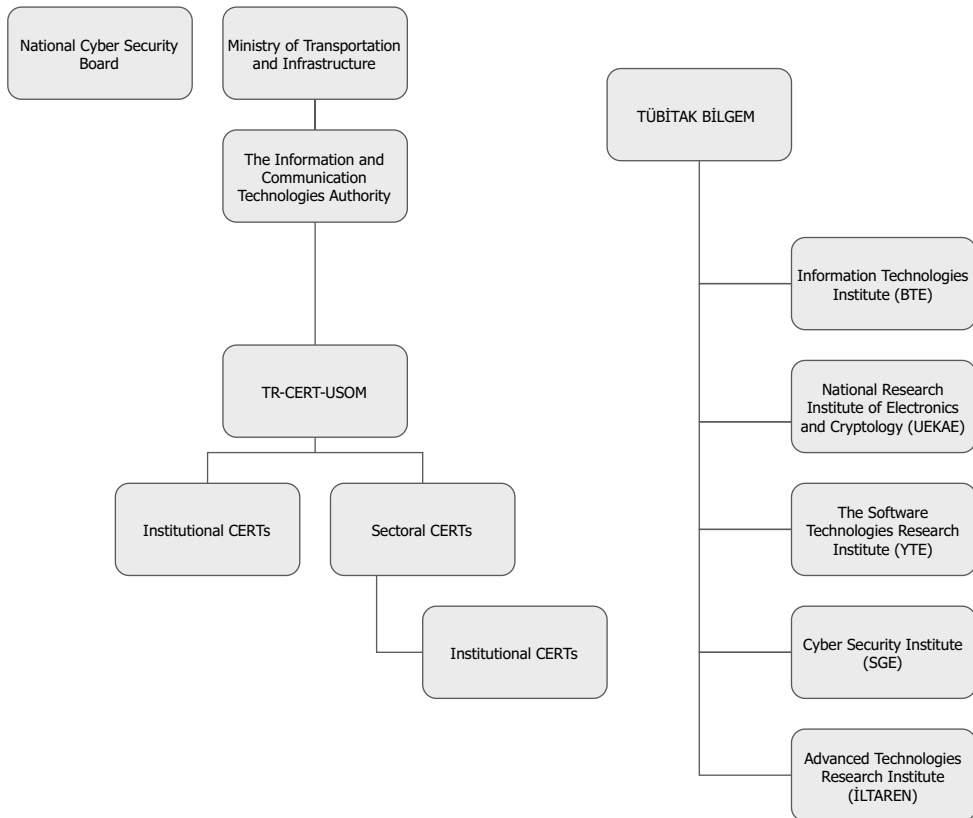 National Cyber Security
Board
Ministry of Transportation
and Infrastructure
The Information and
Communication
Technologies Authority
TR-CERT-USOM
Institutional CERTs
Sectoral CERTs
Institutional CERTs
TÜBİTAK BİLGEM
Information Technologies
Institute (BTE)
National Research
Institute of Electronics
and Cryptology (UEKAE)
The Software
Technologies Research
Institute (YTE)
Cyber Security Institute
(SGE)
Advanced Technologies
Research Institute
(İLTAREN)